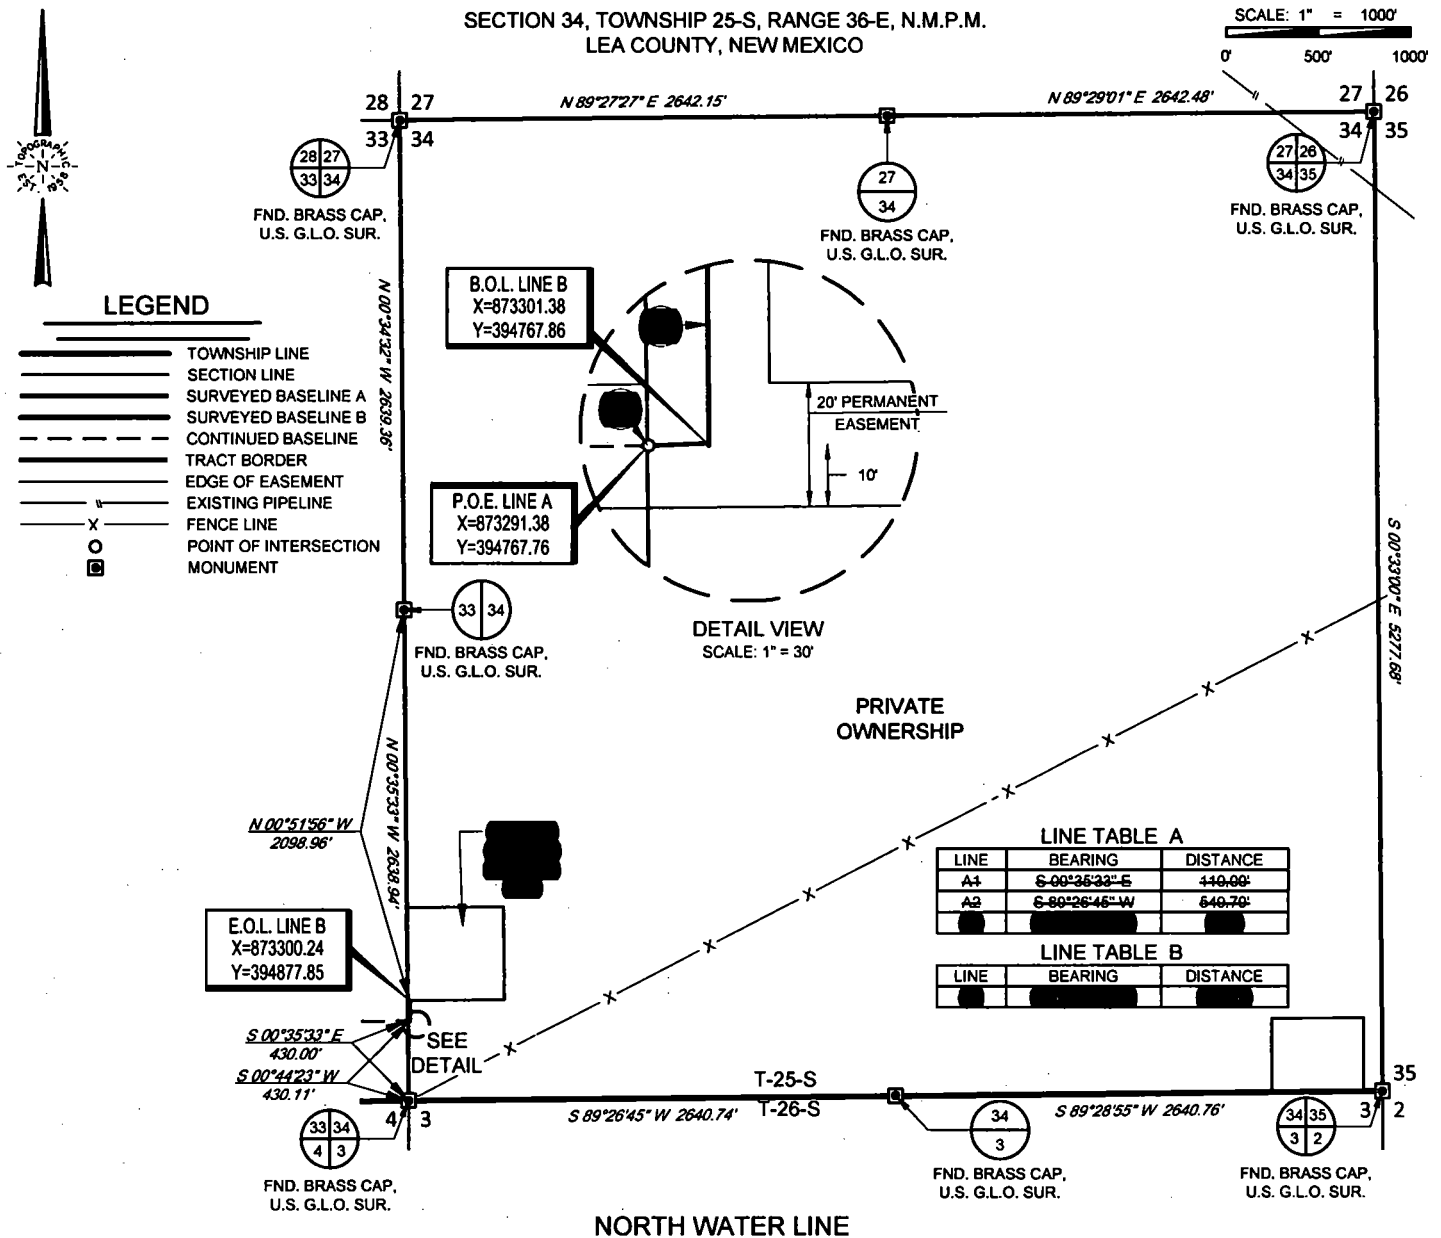 SECTION 34, TOWNSHIP 25-S, RANGE 36-E, N.M.P.M.
LEA COUNTY, NEW MEXICO
SCALE: 1" = 1000'
0' 500' 1000'
TOPOGRAPHIC
N
EST. 1958
28 27
33 34
N 89°27'27" E 2642.15'
N 89°29'01" E 2642.48'
27 26
34 35
28 27
33 34
FND. BRASS CAP,
U.S. G.L.O. SUR.
27
34
FND. BRASS CAP,
U.S. G.L.O. SUR.
27 26
34 35
FND. BRASS CAP,
U.S. G.L.O. SUR.
LEGEND
TOWNSHIP LINE
SECTION LINE
SURVEYED BASELINE A
SURVEYED BASELINE B
CONTINUED BASELINE
TRACT BORDER
EDGE OF EASEMENT
EXISTING PIPELINE
X FENCE LINE
POINT OF INTERSECTION
MONUMENT
N 00°34'32" W 2639.36'
B.O.L. LINE B
X=873301.38
Y=394767.86
20' PERMANENT
EASEMENT
10'
P.O.E. LINE A
X=873291.38
Y=394767.76
DETAIL VIEW
SCALE: 1" = 30'
33 34
FND. BRASS CAP,
U.S. G.L.O. SUR.
S 00°33'00" E 5277.68'
PRIVATE
OWNERSHIP
X X X X X X X X X
N 00°35'33" W 2638.94'
N 00°51'56" W
2098.96'
E.O.L. LINE B
X=873300.24
Y=394877.85
S 00°35'33" E
430.00'
S 00°44'23" W
430.11'
SEE
DETAIL
LINE TABLE A
LINE BEARING DISTANCE
A1 S 00°35'33" E 110.00'
A2 S 89°26'45" W 540.70'
LINE TABLE B
LINE BEARING DISTANCE
T-25-S
T-26-S
S 89°26'45" W 2640.74'
S 89°28'55" W 2640.76'
4 3
35
3 2
33 34
4 3
FND. BRASS CAP,
U.S. G.L.O. SUR.
34
3
FND. BRASS CAP,
U.S. G.L.O. SUR.
34 35
3 2
FND. BRASS CAP,
U.S. G.L.O. SUR.
NORTH WATER LINE